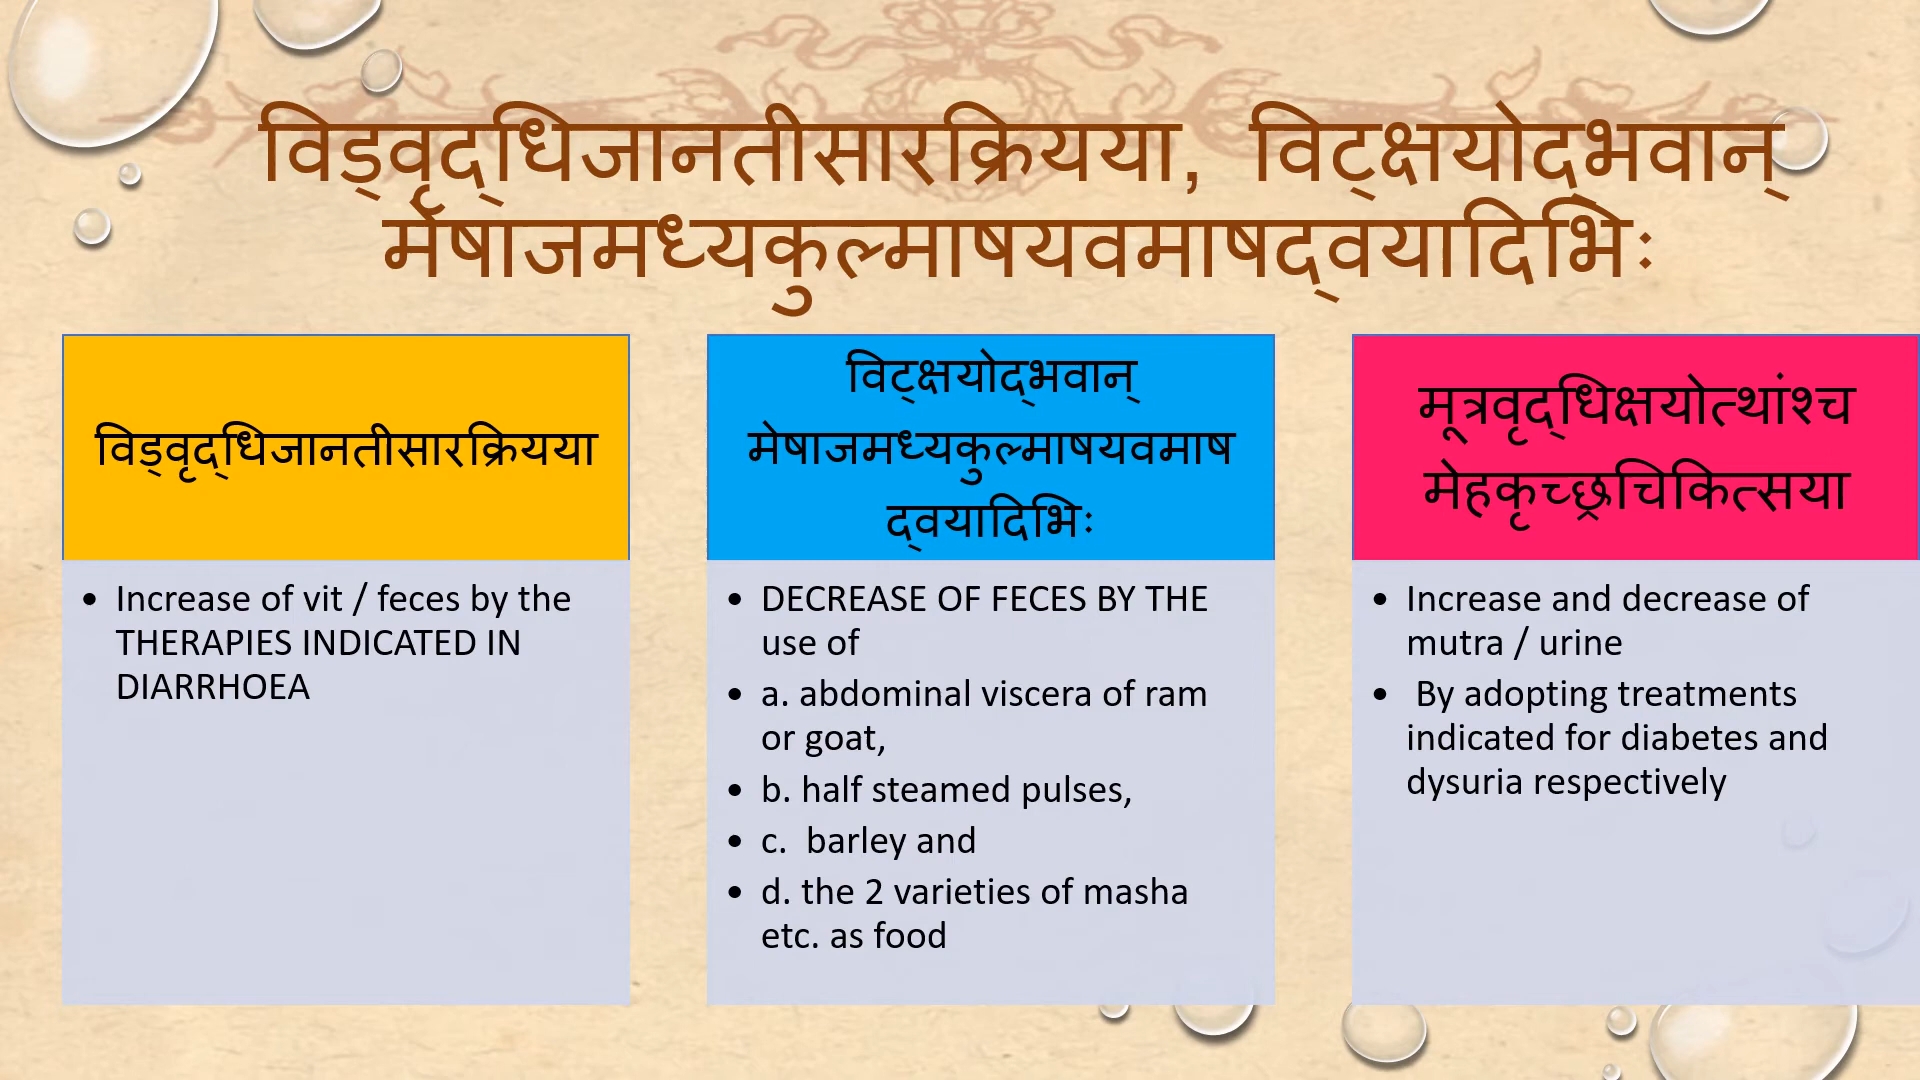 विड्वृद्धिजानतीसारक्रियया, विट्क्षयोद्भवान्
मेषाजमध्यकुल्माषयवमाषद्वयादिभिः
विड्वृद्धिजानतीसारक्रियया
• Increase of vit / feces by the
THERAPIES INDICATED IN
DIARRHOEA
विट्क्षयोद्भवान्
मेषाजमध्यकुल्माषयवमाष
द्वयादिभिः
• DECREASE OF FECES BY THE
use of
• a. abdominal viscera of ram
or goat,
• b. half steamed pulses,
• c. barley and
• d. the 2 varieties of masha
etc. as food
मूत्रवृद्धिक्षयोत्थांश्च
मेहकृच्छ्रचिकित्सया
• Increase and decrease of
mutra / urine
• By adopting treatments
indicated for diabetes and
dysuria respectively